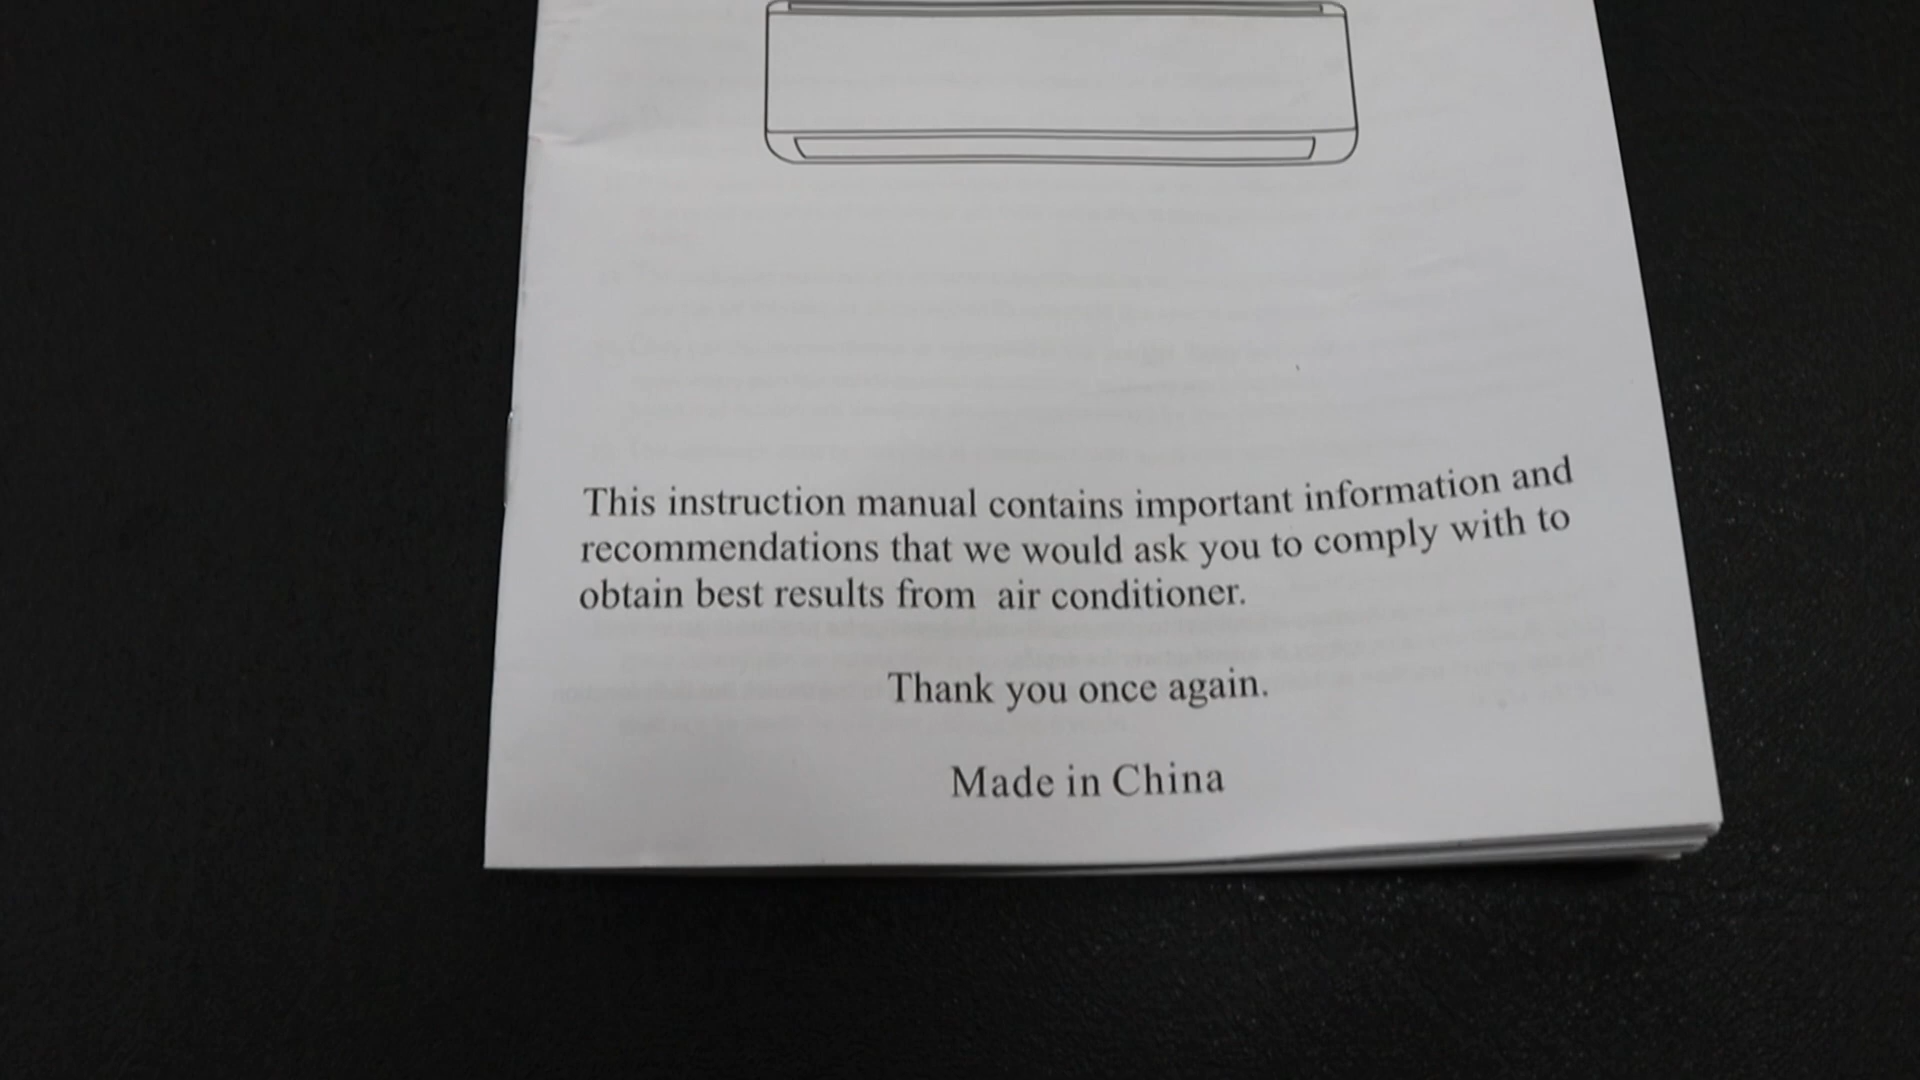 This instruction manual contains important information and
recommendations that we would ask you to comply with to
obtain best results from  air conditioner.
Thank you once again.
Made in China